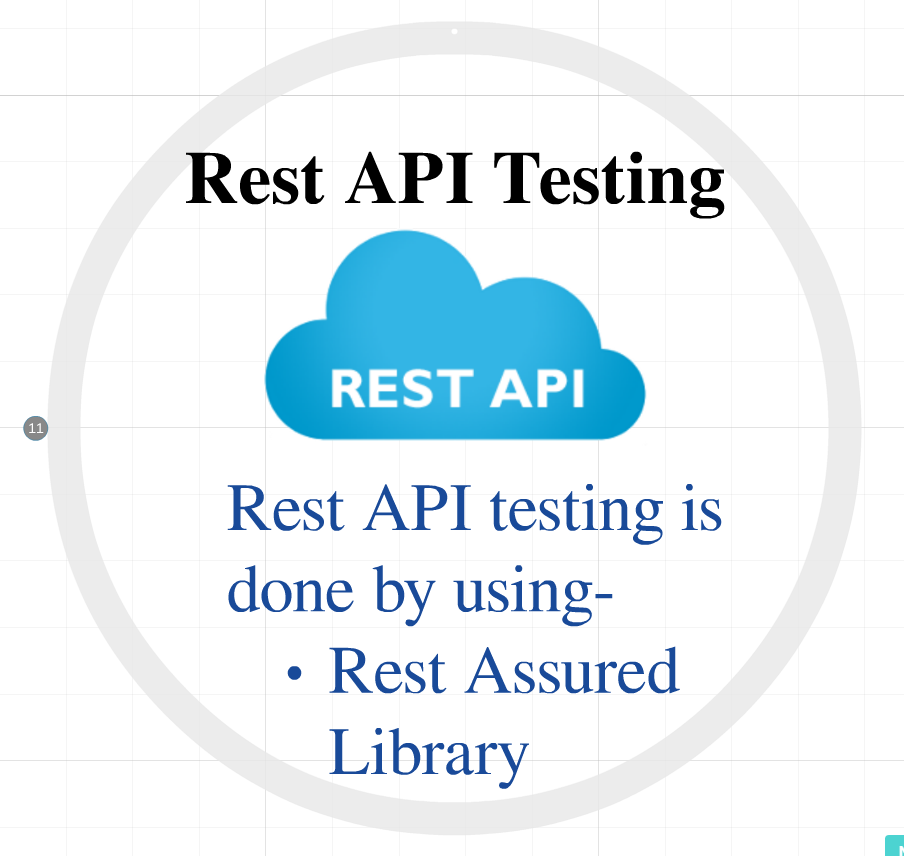 Rest API Testing
REST API
11
Rest API testing is
done by using-
• Rest Assured
Library